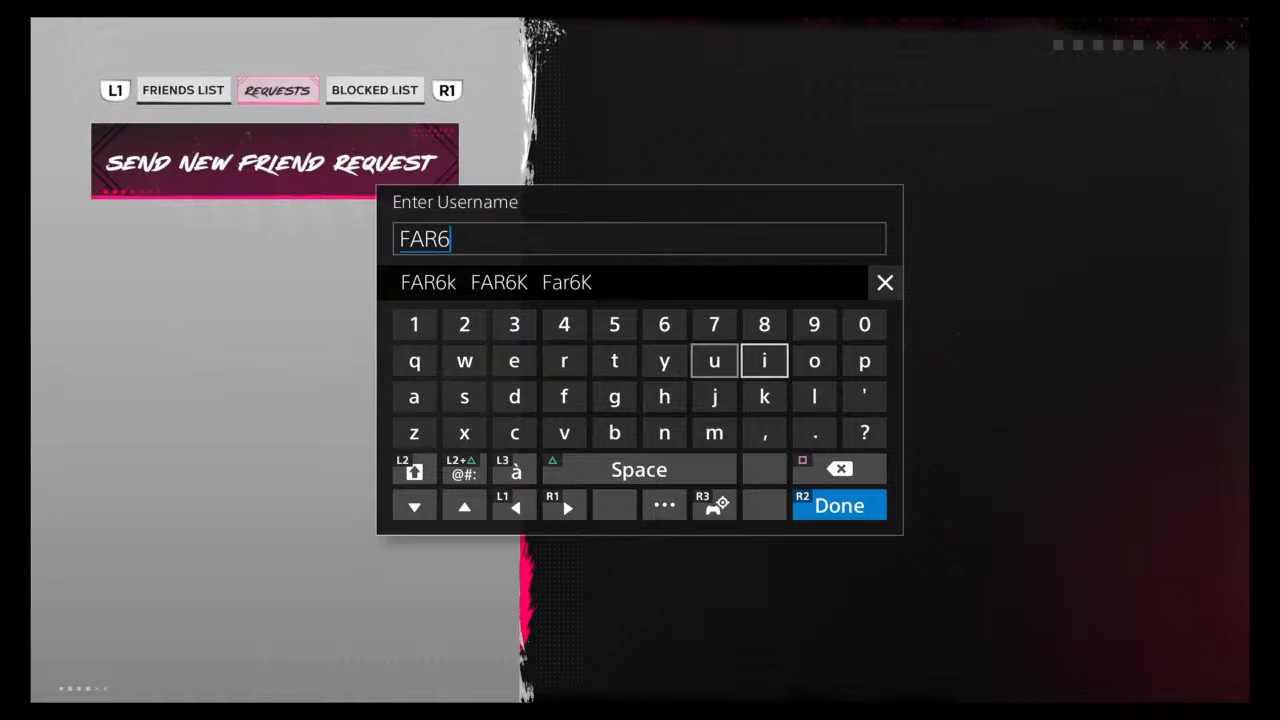 L1 FRIENDS LIST REQUESTS BLOCKED LIST R1
SEND NEW FRIEND REQUEST
Enter Username
FAR6
FAR6k FAR6K Far6K
1 2 3 4 5 6 7 8 9 0
q w e r t y u i o p
a s d f g h j k l '
z x c v b n m , . ?
L2 L2+△ @#: L3 à △ Space
L1 R1 ... R3 R2 Done